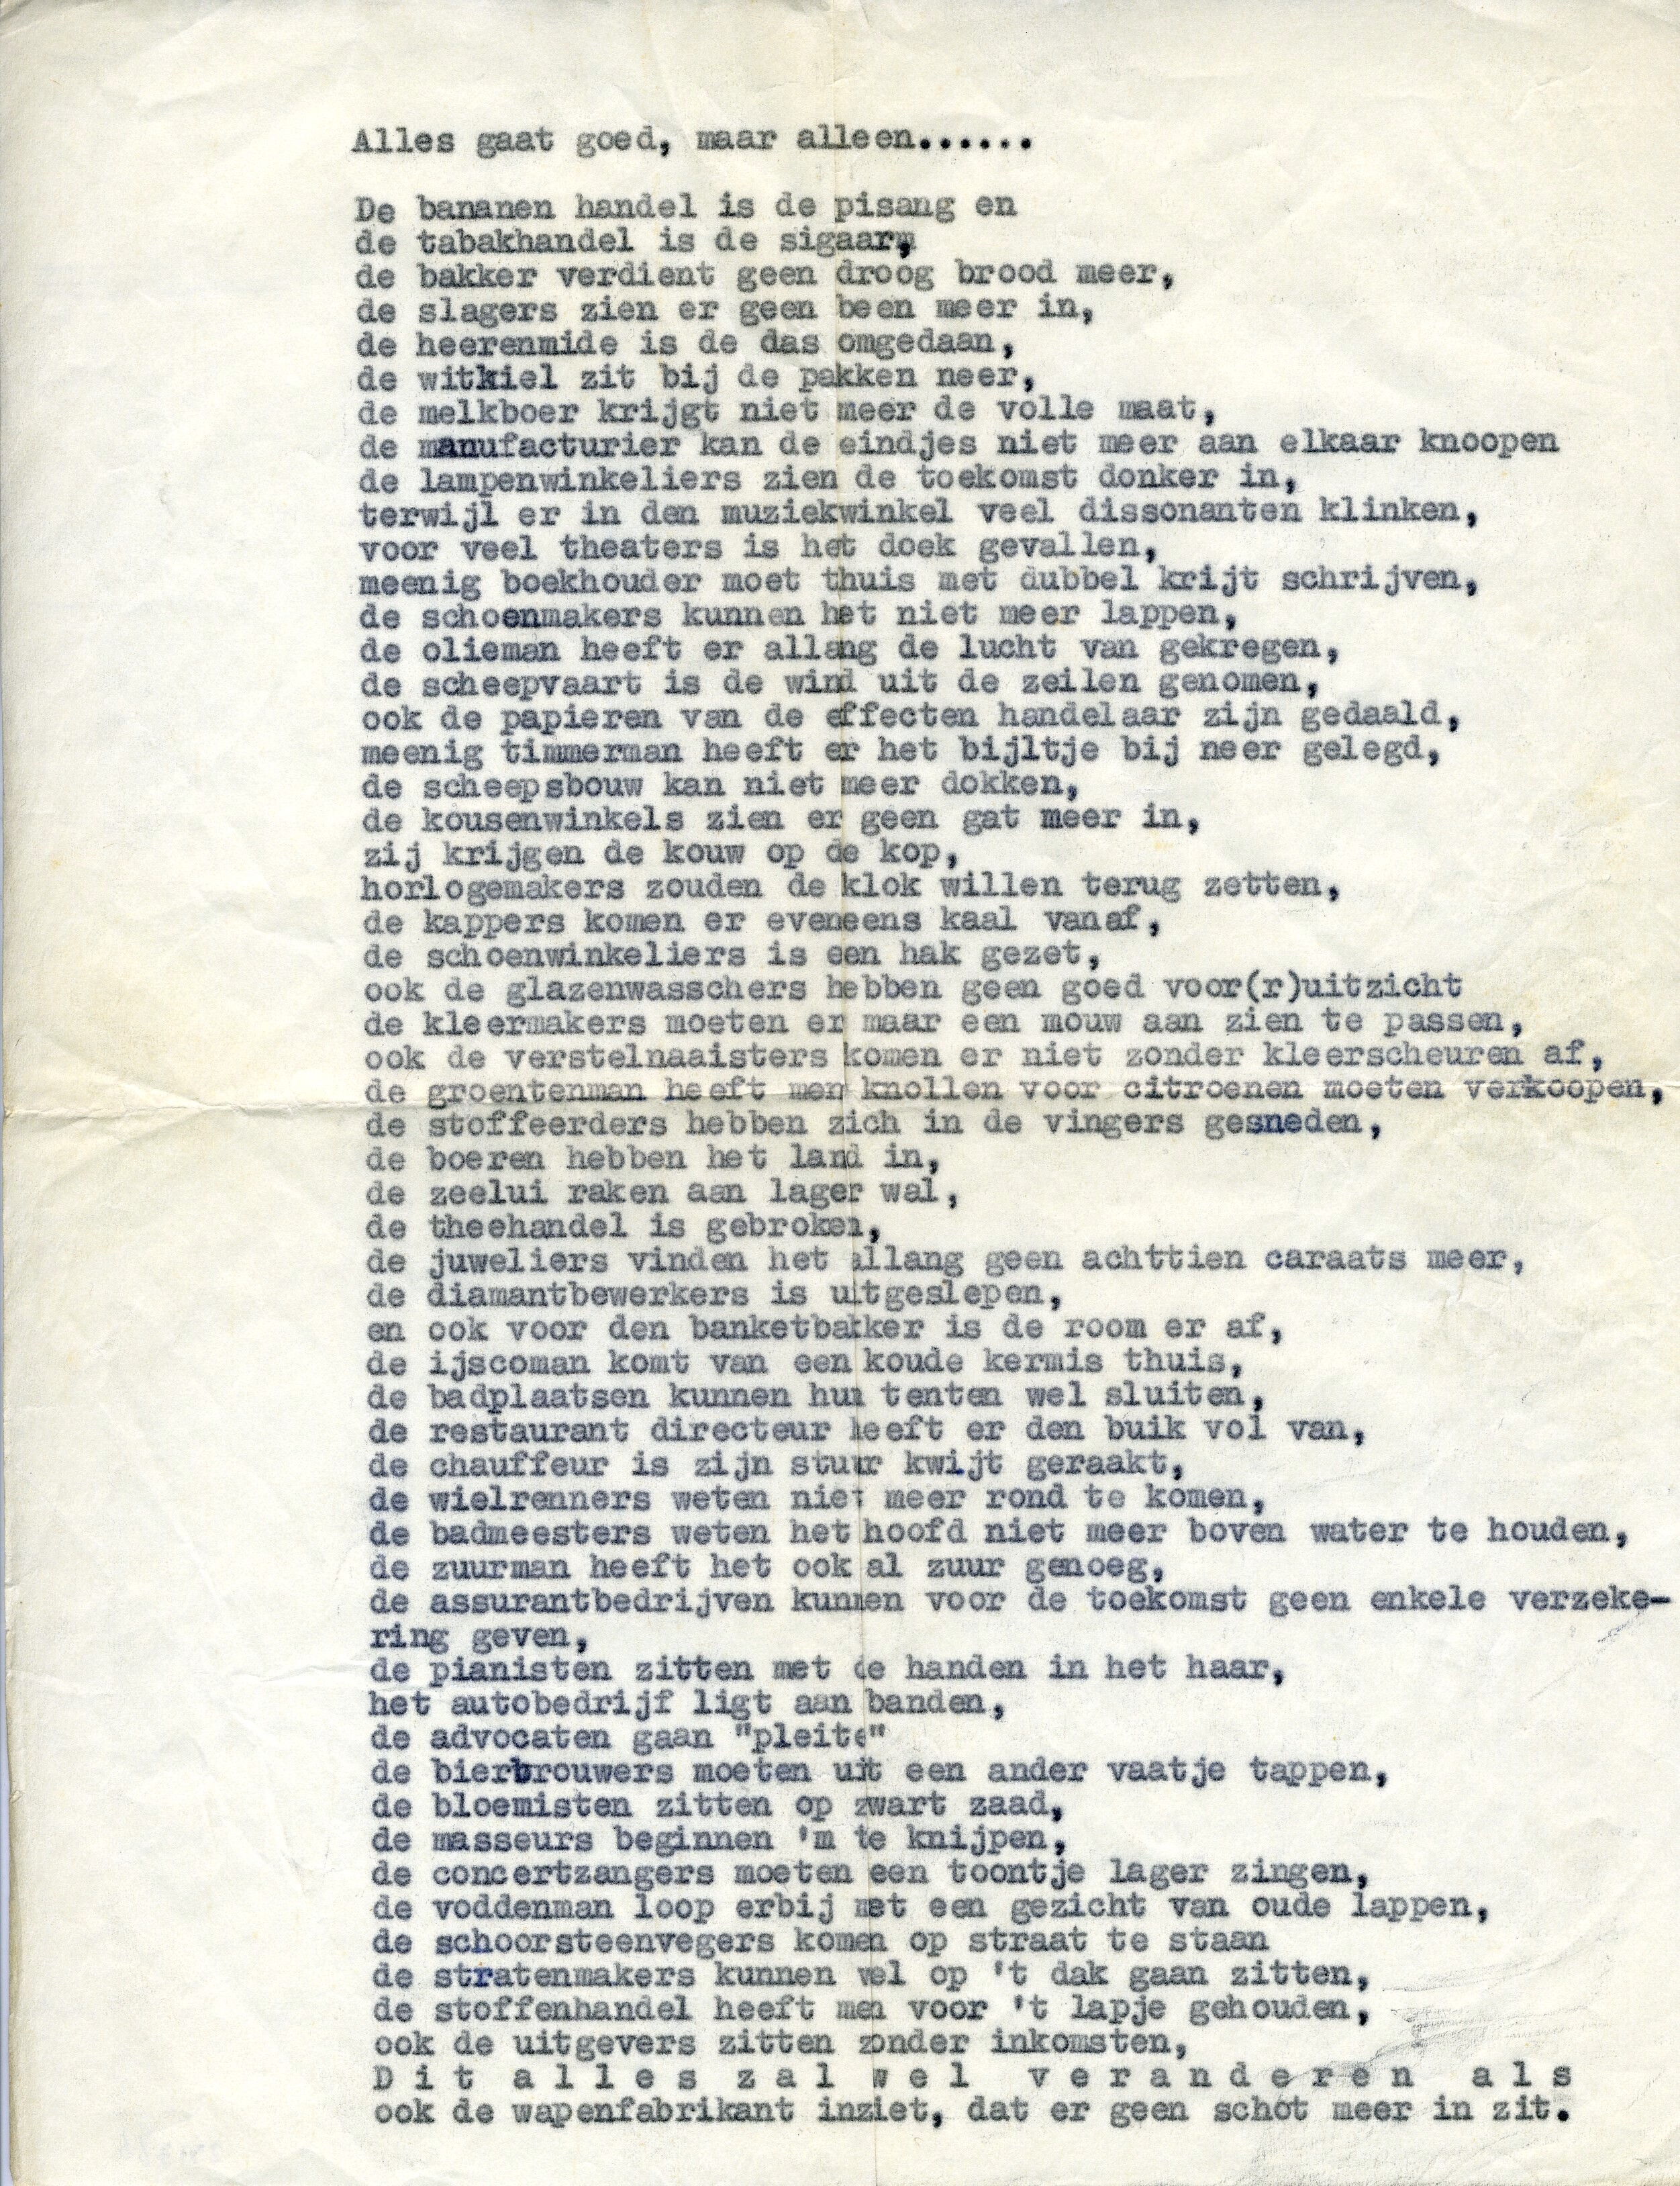 Alles gaat goed, maar alleen......
De bananen handel is de pisang en
de tabakhandel is de sigaar,
de bakker verdient geen droog brood meer,
de slagers zien er geen been meer in,
de heerenmide is de das omgedaan,
de witkiel zit bij de pakken neer,
de melkboer krijgt niet meer de volle maat,
de manufacturier kan de eindjes niet meer aan elkaar knoopen
de lampenwinkeliers zien de toekomst donker in,
terwijl er in den muziekwinkel veel dissonanten klinken,
voor veel theaters is het doek gevallen,
meenig boekhouder moet thuis met dubbel krijt schrijven,
de schoenmakers kunnen het niet meer lappen,
de olieman heeft er allang de lucht van gekregen,
de scheepvaart is de wind uit de zeilen genomen,
ook de papieren van de effecten handelaar zijn gedaald,
meenig timmerman heeft er het bijltje bij neer gelegd,
de scheepsbouw kan niet meer dokken,
de kousenwinkels zien er geen gat meer in,
zij krijgen de kouw op de kop,
horlogemakers zouden de klok willen terug zetten,
de kappers komen er eveneens kaal vanaf,
de schoenwinkeliers is een hak gezet,
ook de glazenwasschers hebben geen goed voor(r)uitzicht
de kleermakers moeten er maar een mouw aan zien te passen,
ook de verstelnaaisters komen er niet zonder kleerscheuren af,
de groentenman heeft men knollen voor citroenen moeten verkoopen,
de stoffeerders hebben zich in de vingers gesneden,
de boeren hebben het land in,
de zeelui raken aan lager wal,
de theehandel is gebroken,
de juweliers vinden het allang geen achttien caraats meer,
de diamantbewerkers is uitgeslepen,
en ook voor den banketbakker is de room er af,
de ijscoman komt van een koude kermis thuis,
de badplaatsen kunnen hun tenten wel sluiten,
de restaurant directeur heeft er den buik vol van,
de chauffeur is zijn stuur kwijt geraakt,
de wielrenners weten niet meer rond te komen,
de badmeesters weten het hoofd niet meer boven water te houden,
de zuurman heeft het ook al zuur genoeg,
de assurantbedrijven kunnen voor de toekomst geen enkele verzeke-
ring geven,
de pianisten zitten met de handen in het haar,
het autobedrijf ligt aan banden,
de advocaten gaan "pleite"
de bierbrouwers moeten uit een ander vaatje tappen,
de bloemisten zitten op zwart zaad,
de masseurs beginnen 'm te knijpen,
de concertzangers moeten een toontje lager zingen,
de voddenman loop erbij met een gezicht van oude lappen,
de schoorsteenvegers komen op straat te staan
de stratenmakers kunnen wel op 't dak gaan zitten,
de stoffenhandel heeft men voor 't lapje gehouden,
ook de uitgevers zitten zonder inkomsten,
D i t  a l l e s  z a l  w e l  v e r a n d e r e n  a l s
ook de wapenfabrikant inziet, dat er geen schot meer in zit.